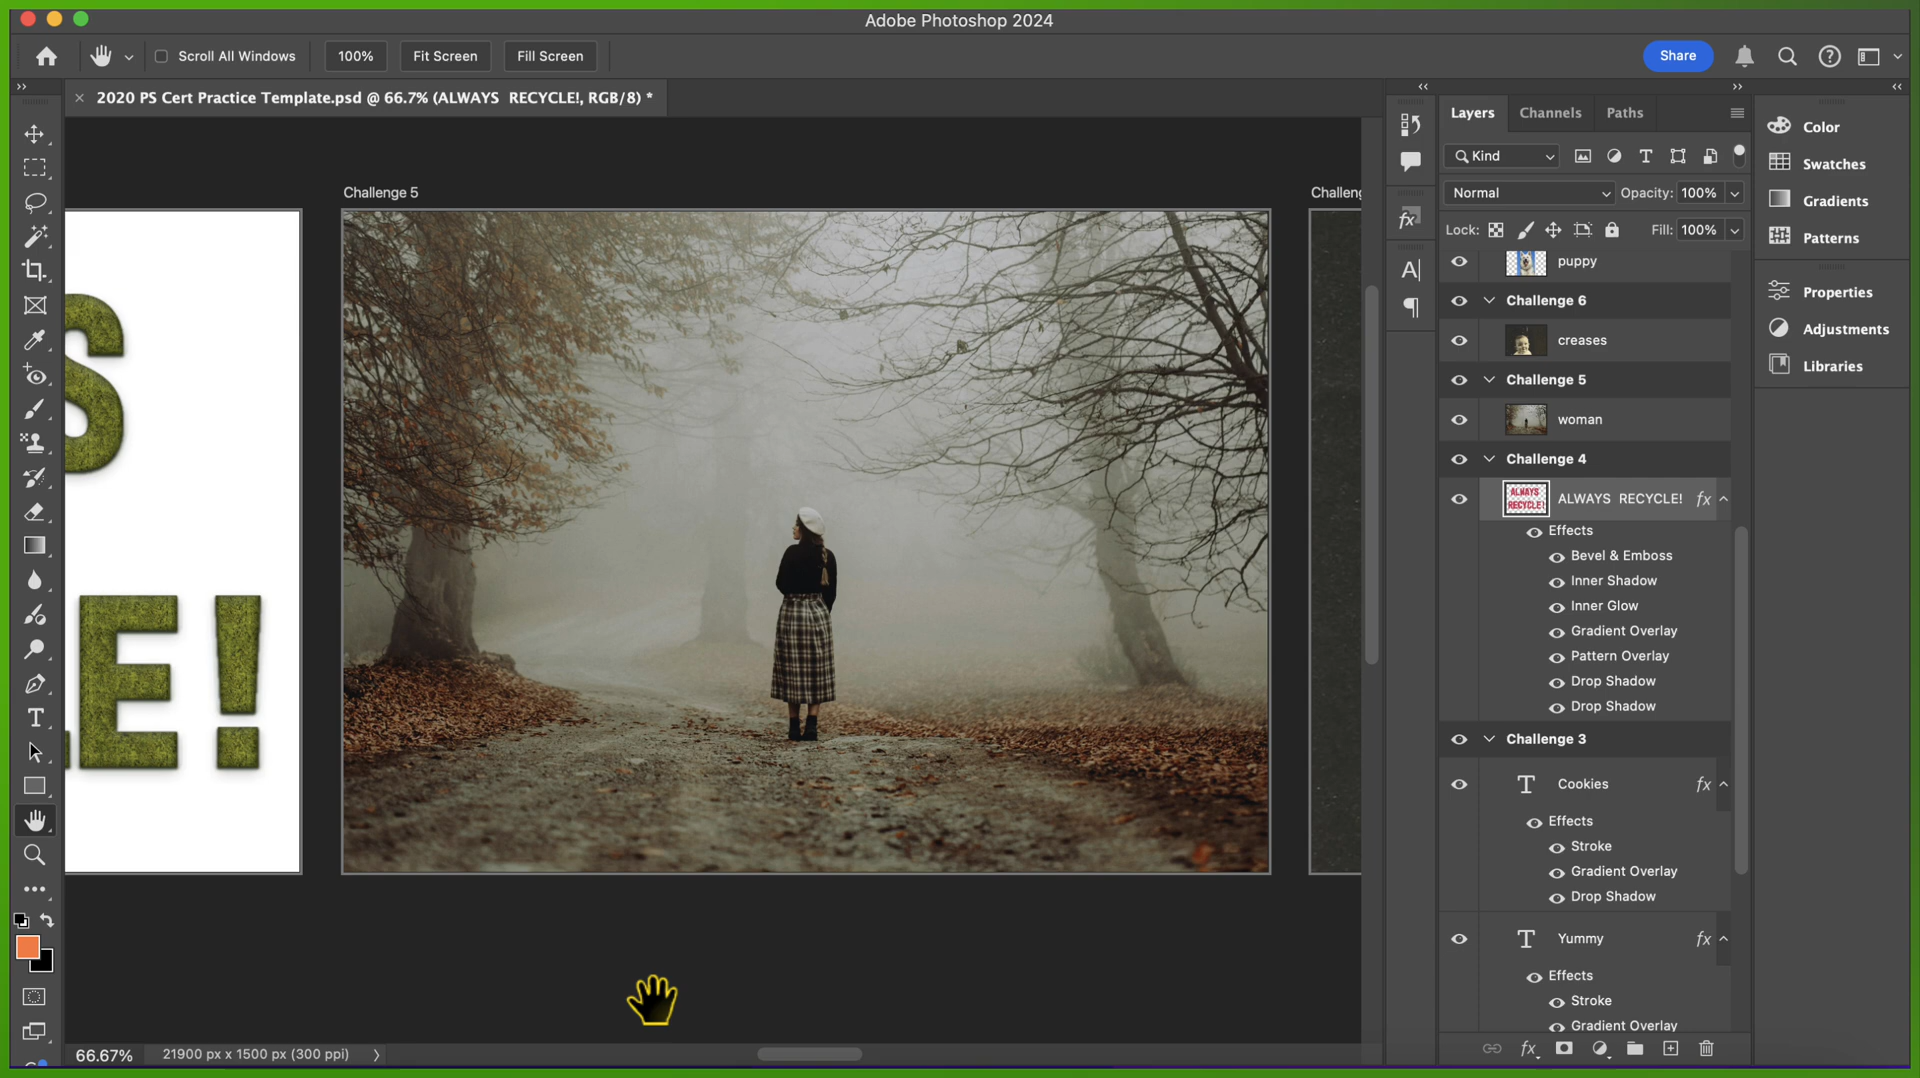 Adobe Photoshop 2024
Scroll All Windows
100%
Fit Screen
Fill Screen
Share
2020 PS Cert Practice Template.psd @ 66.7% (ALWAYS  RECYCLE!, RGB/8) *
Challenge 5
S
E!
66.67%
21900 px x 1500 px (300 ppi)
Layers
Channels
Paths
Kind
Normal
Opacity: 100%
Lock:
Fill: 100%
puppy
Challenge 6
creases
Challenge 5
woman
Challenge 4
ALWAYS RECYCLE!
ALWAYS  RECYCLE! fx
Effects
Bevel & Emboss
Inner Shadow
Inner Glow
Gradient Overlay
Pattern Overlay
Drop Shadow
Drop Shadow
Challenge 3
Cookies fx
Effects
Stroke
Gradient Overlay
Drop Shadow
Yummy fx
Effects
Stroke
Gradient Overlay
Color
Swatches
Gradients
Patterns
Properties
Adjustments
Libraries